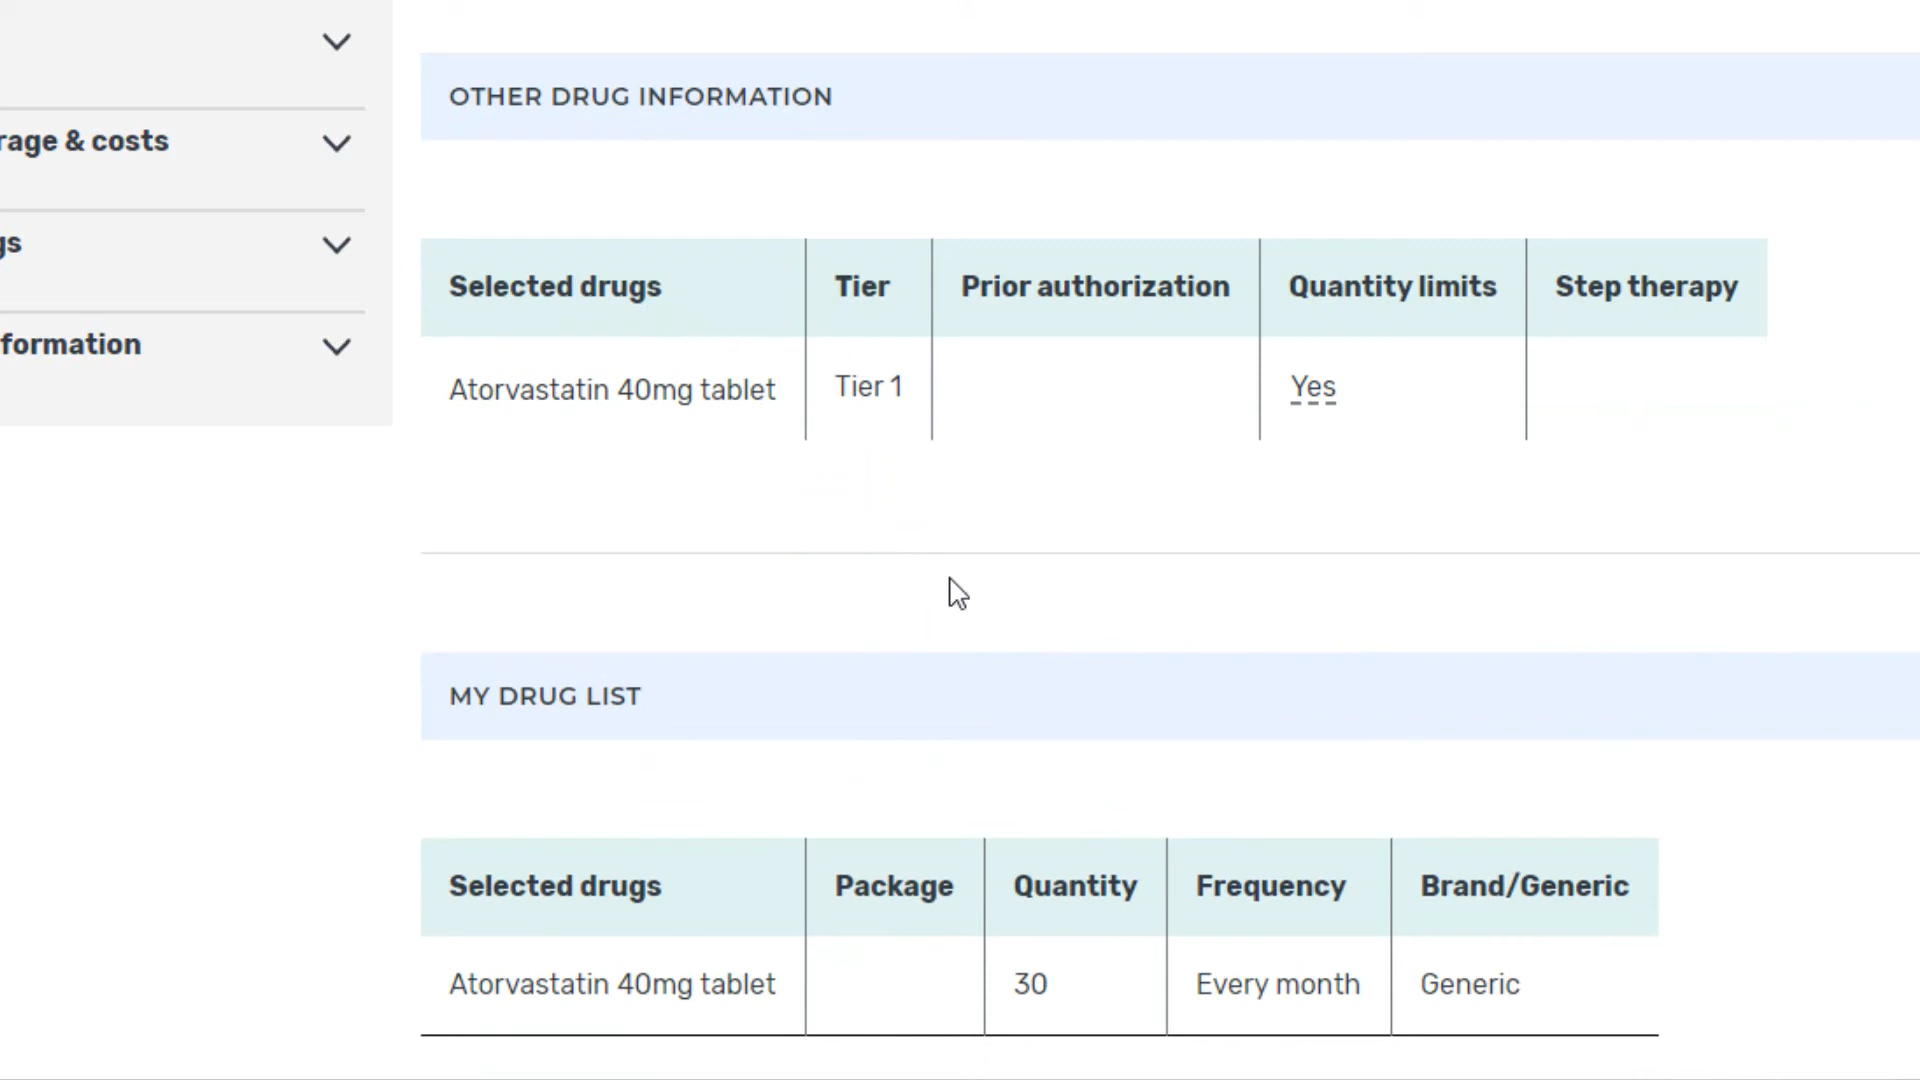 rage & costs
gs
formation
OTHER DRUG INFORMATION
Selected drugs Tier Prior authorization Quantity limits Step therapy
Atorvastatin 40mg tablet Tier 1 Yes
MY DRUG LIST
Selected drugs Package Quantity Frequency Brand/Generic
Atorvastatin 40mg tablet 30 Every month Generic